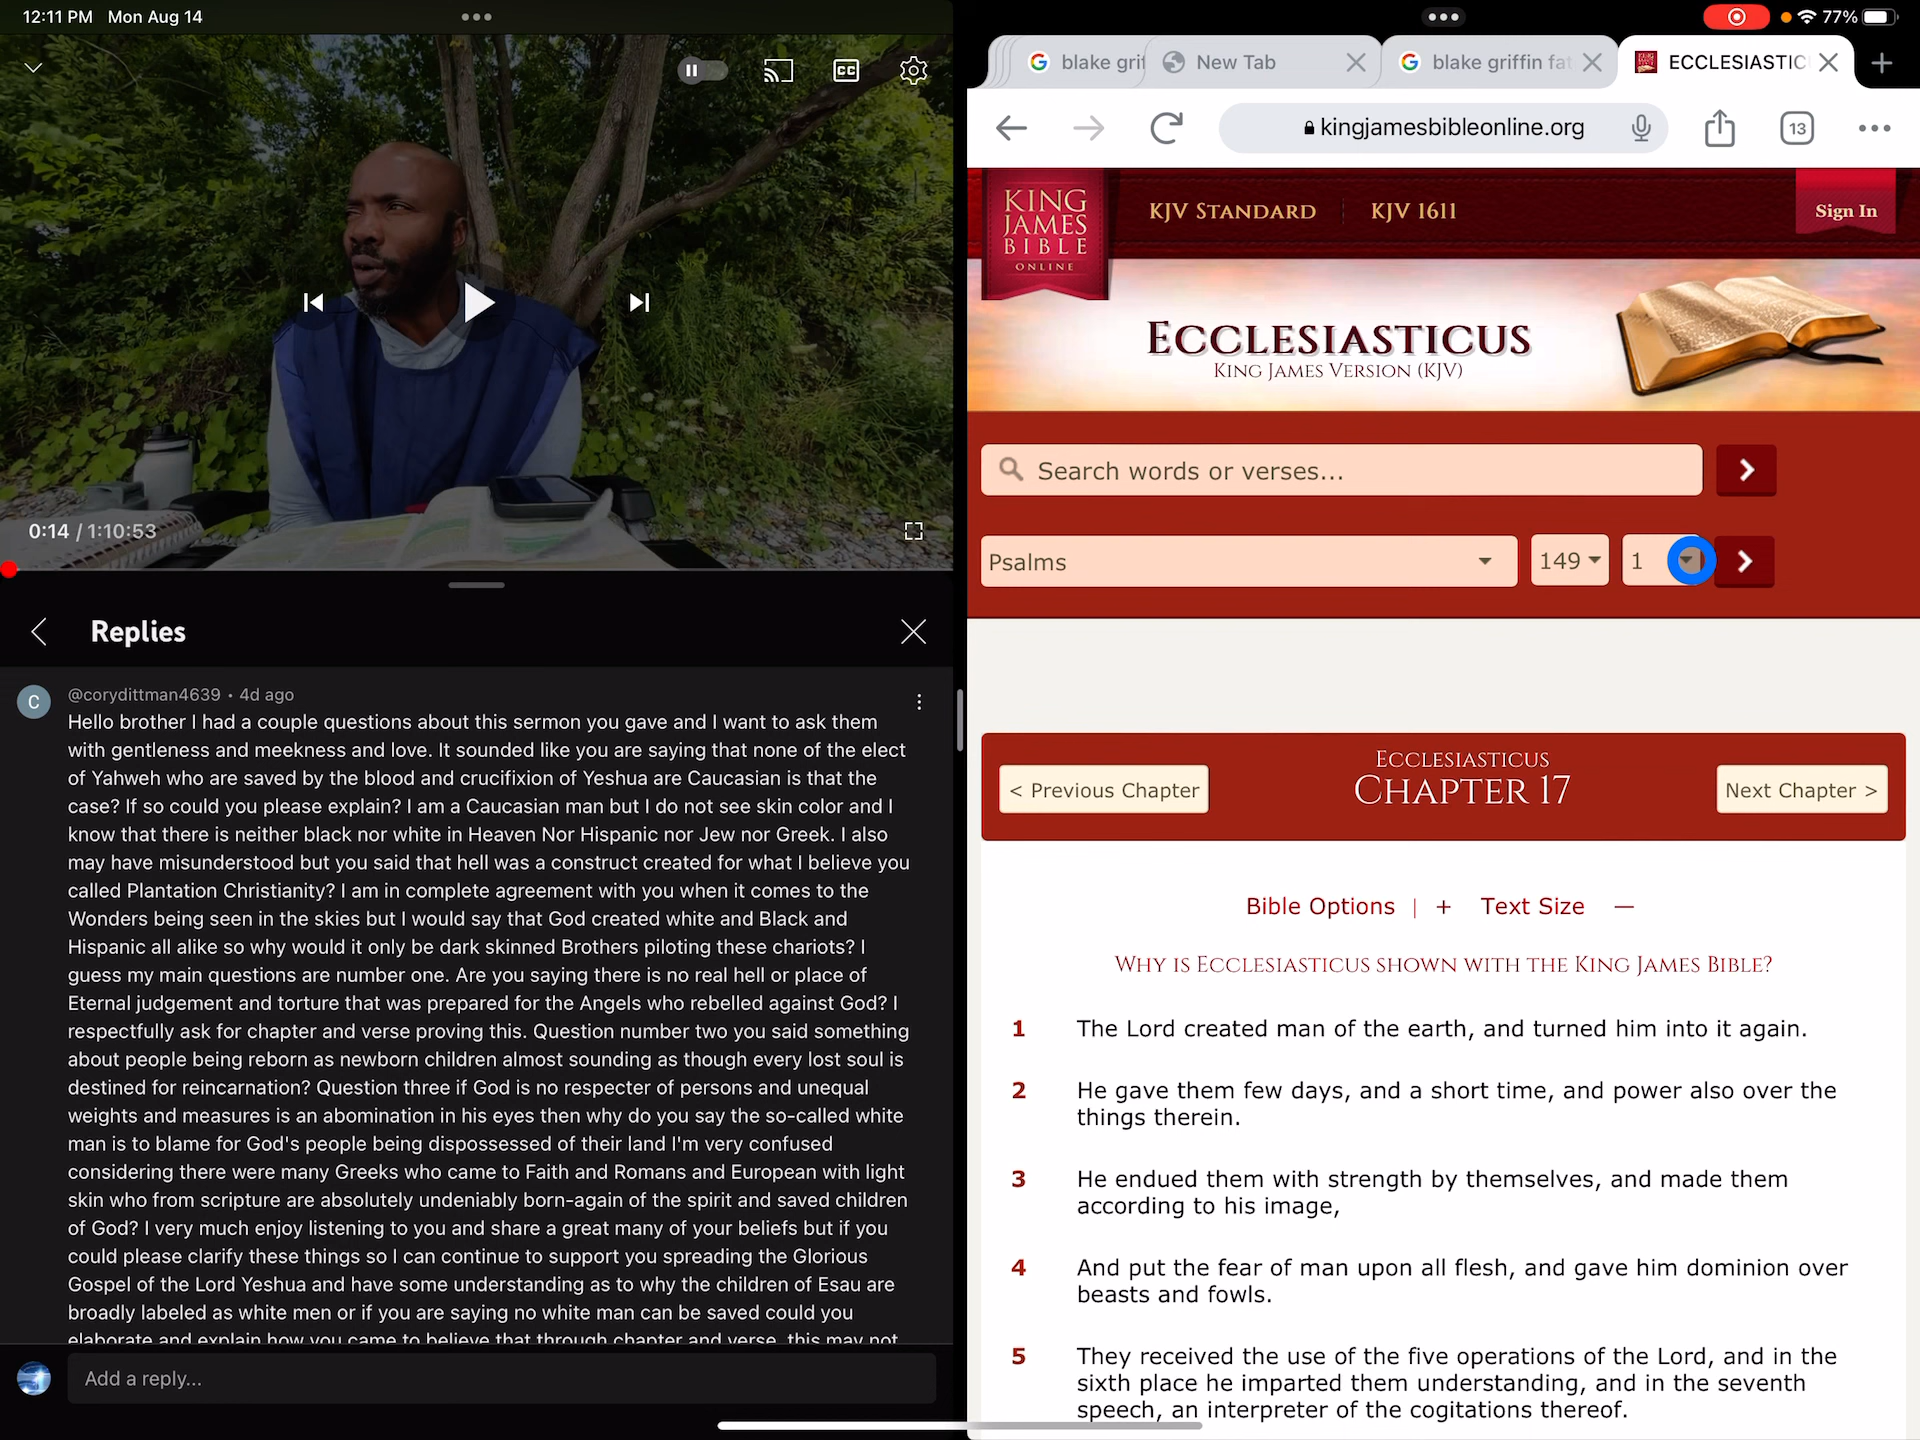 12:11 PM Mon Aug 14
77%
0:14 / 1:10:53
Replies
@corydittman4639 • 4d ago
Hello brother I had a couple questions about this sermon you gave and I want to ask them
with gentleness and meekness and love. It sounded like you are saying that none of the elect
of Yahweh who are saved by the blood and crucifixion of Yeshua are Caucasian is that the
case? If so could you please explain? I am a Caucasian man but I do not see skin color and I
know that there is neither black nor white in Heaven Nor Hispanic nor Jew nor Greek. I also
may have misunderstood but you said that hell was a construct created for what I believe you
called Plantation Christianity? I am in complete agreement with you when it comes to the
Wonders being seen in the skies but I would say that God created white and Black and
Hispanic all alike so why would it only be dark skinned Brothers piloting these chariots? I
guess my main questions are number one. Are you saying there is no real hell or place of
Eternal judgement and torture that was prepared for the Angels who rebelled against God? I
respectfully ask for chapter and verse proving this. Question number two you said something
about people being reborn as newborn children almost sounding as though every lost soul is
destined for reincarnation? Question three if God is no respecter of persons and unequal
weights and measures is an abomination in his eyes then why do you say the so-called white
man is to blame for God's people being dispossessed of their land I'm very confused
considering there were many Greeks who came to Faith and Romans and European with light
skin who from scripture are absolutely undeniably born-again of the spirit and saved children
of God? I very much enjoy listening to you and share a great many of your beliefs but if you
could please clarify these things so I can continue to support you spreading the Glorious
Gospel of the Lord Yeshua and have some understanding as to why the children of Esau are
broadly labeled as white men or if you are saying no white man can be saved could you
elaborate and explain how you came to believe that through chapter and verse, this may not
C
CC
Add a reply...
blake grif
New Tab
blake griffin fat
ECCLESIASTIC
kingjamesbibleonline.org
13
KING
JAMES
BIBLE
ONLINE
KJV STANDARD
KJV 1611
Sign In
ECCLESIASTICUS
KING JAMES VERSION (KJV)
Search words or verses...
Psalms
149
1
< Previous Chapter
ECCLESIASTICUS
CHAPTER 17
Next Chapter >
Bible Options | + Text Size —
WHY IS ECCLESIASTICUS SHOWN WITH THE KING JAMES BIBLE?
1 The Lord created man of the earth, and turned him into it again.
2 He gave them few days, and a short time, and power also over the
things therein.
3 He endued them with strength by themselves, and made them
according to his image,
4 And put the fear of man upon all flesh, and gave him dominion over
beasts and fowls.
5 They received the use of the five operations of the Lord, and in the
sixth place he imparted them understanding, and in the seventh
speech, an interpreter of the cogitations thereof.